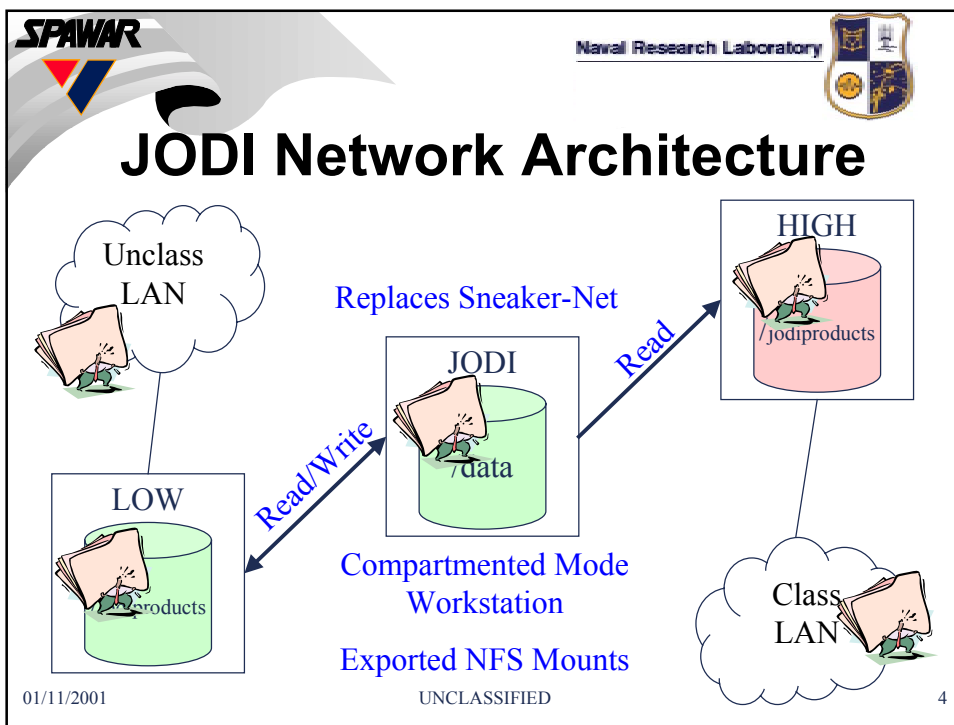 SPAWAR
Naval Research Laboratory
JODI Network Architecture
Unclass
LAN
Replaces Sneaker-Net
HIGH
/jodiproducts
Read
JODI
/data
Read/Write
LOW
products
Compartmented Mode
Workstation
Exported NFS Mounts
Class
LAN
01/11/2001
UNCLASSIFIED
4